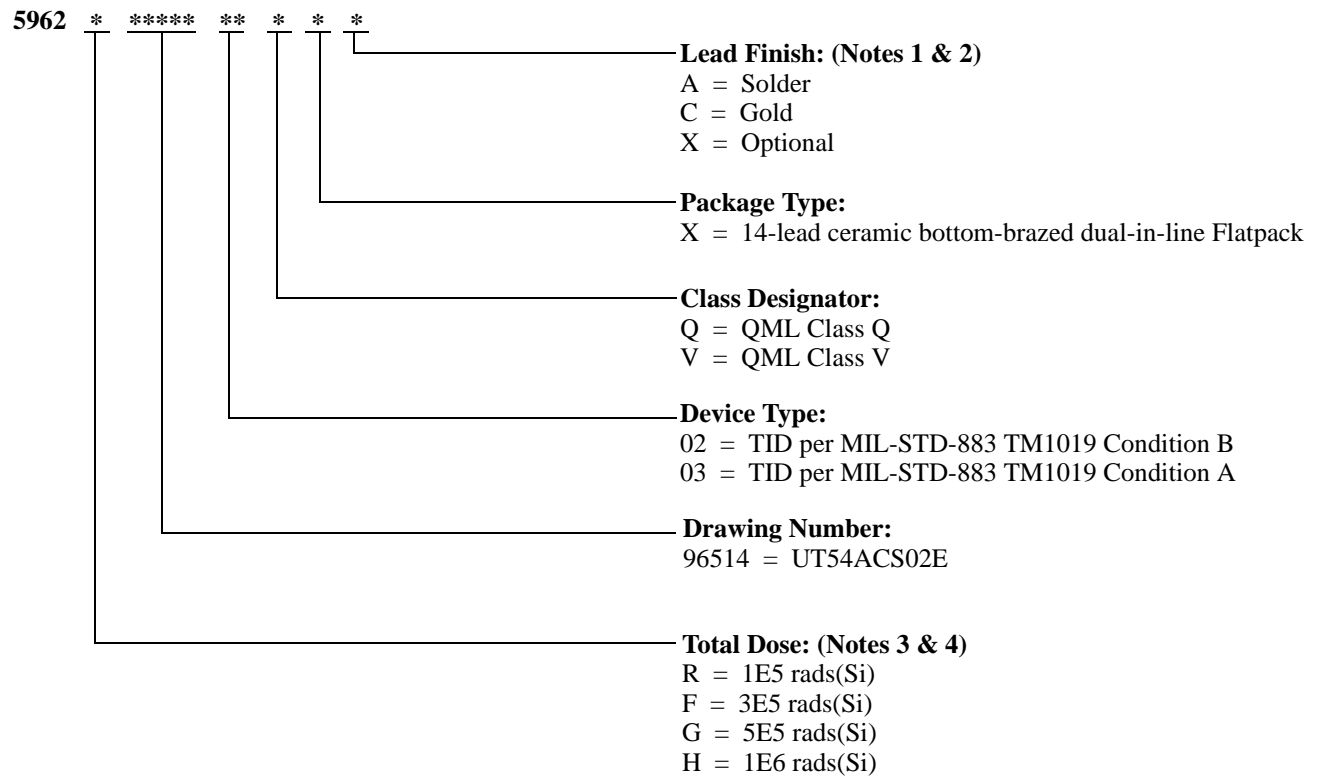 5962 * ***** ** * * *
Lead Finish: (Notes 1 & 2)
A = Solder
C = Gold
X = Optional
Package Type:
X = 14-lead ceramic bottom-brazed dual-in-line Flatpack
Class Designator:
Q = QML Class Q
V = QML Class V
Device Type:
02 = TID per MIL-STD-883 TM1019 Condition B
03 = TID per MIL-STD-883 TM1019 Condition A
Drawing Number:
96514 = UT54ACS02E
Total Dose: (Notes 3 & 4)
R = 1E5 rads(Si)
F = 3E5 rads(Si)
G = 5E5 rads(Si)
H = 1E6 rads(Si)